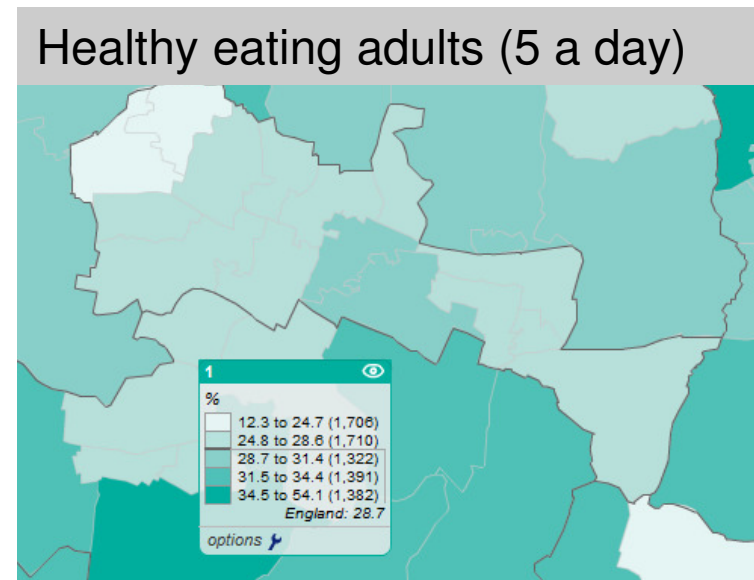 Healthy eating adults (5 a day)
1
%
12.3 to 24.7 (1,706)
24.8 to 28.6 (1,710)
28.7 to 31.4 (1,322)
31.5 to 34.4 (1,391)
34.5 to 54.1 (1,382)
England: 28.7
options